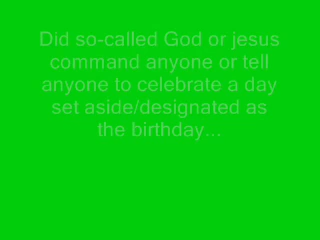 Did so-called God or jesus
command anyone or tell
anyone to celebrate a day
set aside/designated as
the birthday...